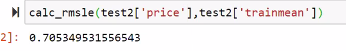 calc_rmsle(test2['price'],test2['trainmean'])
2]: 0.705349531556543